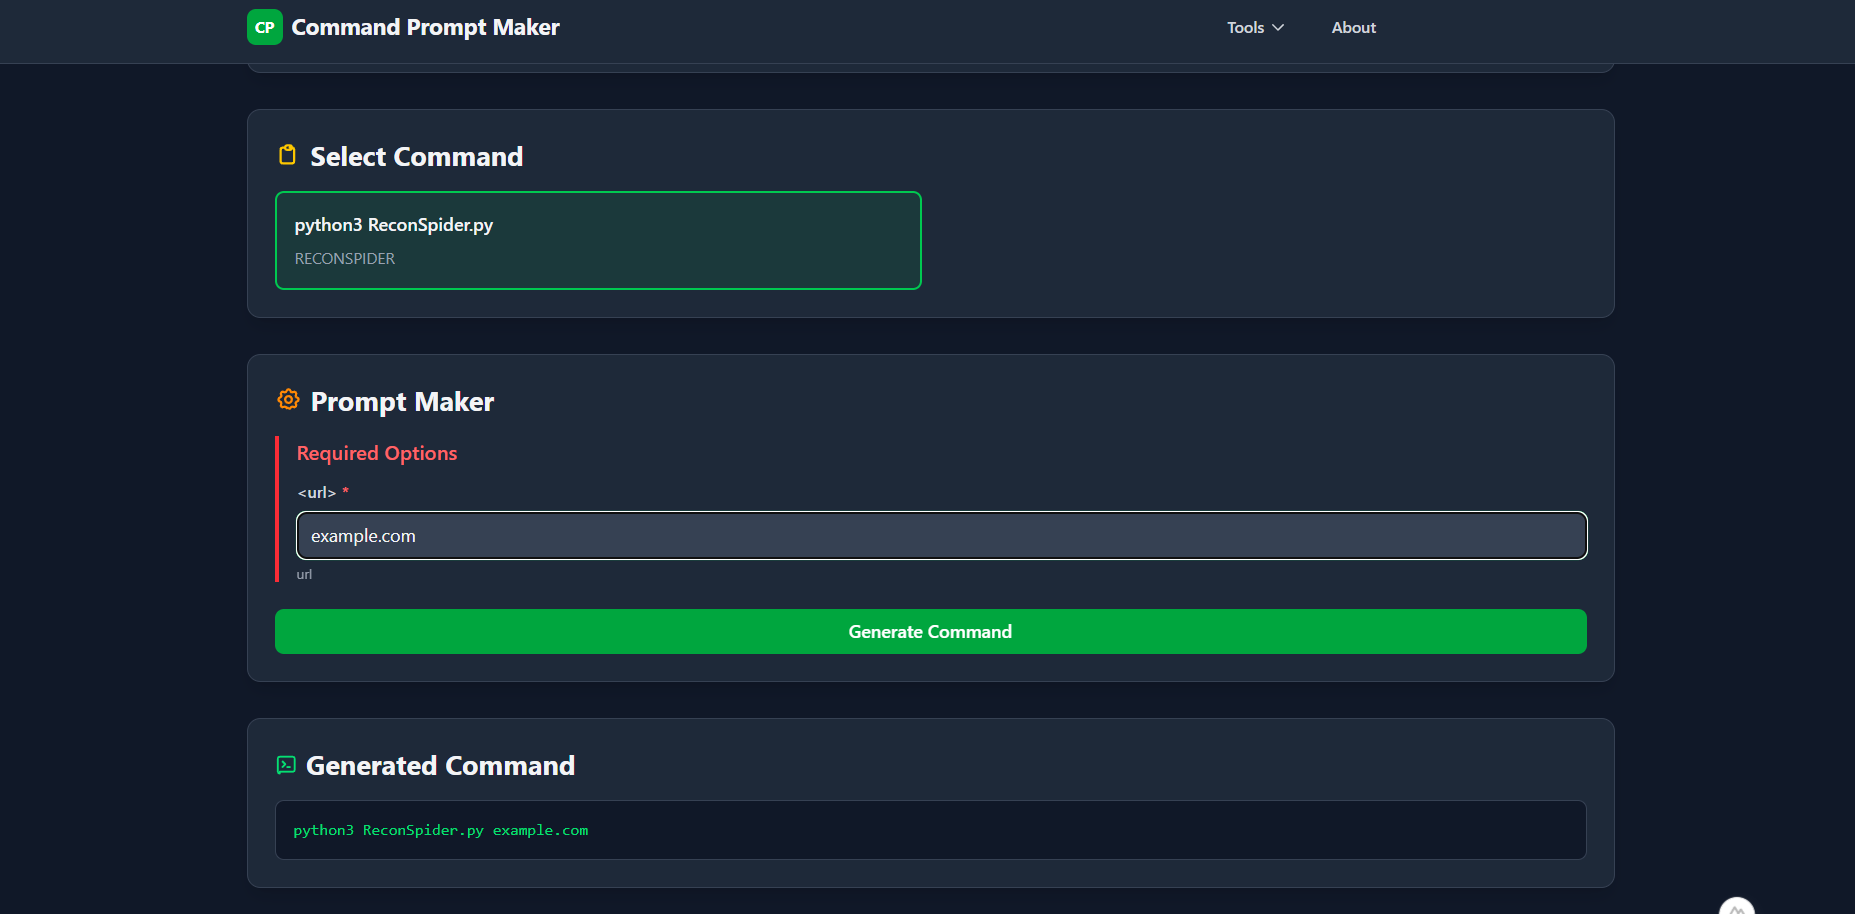 CP Command Prompt Maker Tools About
Select Command
python3 ReconSpider.py
RECONSPIDER
Prompt Maker
Required Options
<url> *
example.com
url
Generate Command
Generated Command
python3 ReconSpider.py example.com